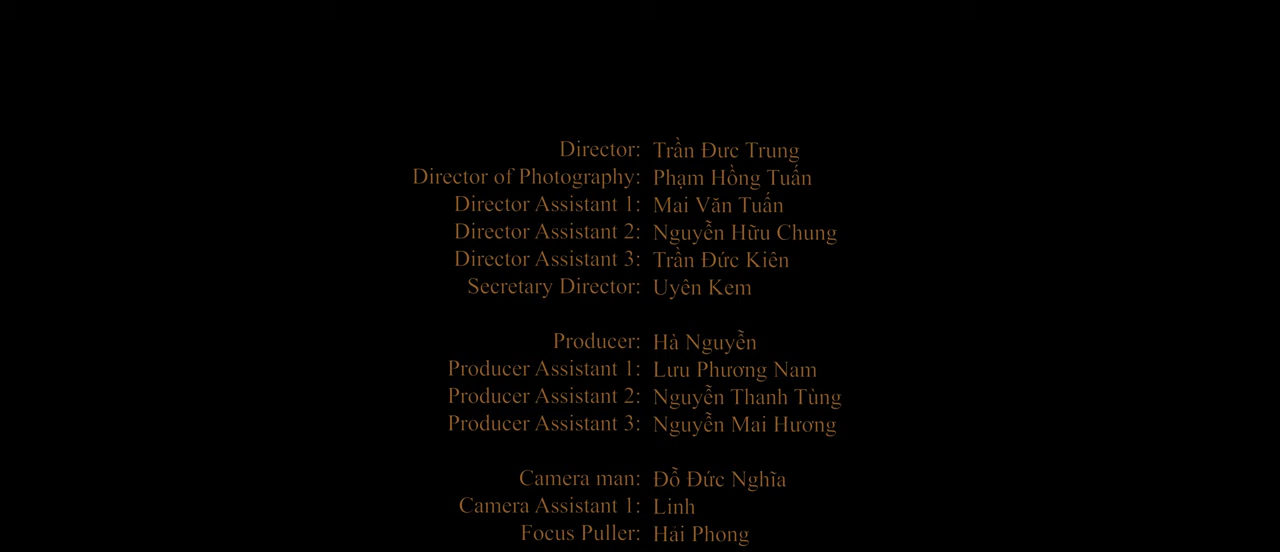 Director: Trần Đưc Trung
Director of Photography: Phạm Hồng Tuấn
Director Assistant 1: Mai Văn Tuấn
Director Assistant 2: Nguyễn Hữu Chung
Director Assistant 3: Trần Đức Kiên
Secretary Director: Uyên Kem
Producer: Hà Nguyễn
Producer Assistant 1: Lưu Phương Nam
Producer Assistant 2: Nguyễn Thanh Tùng
Producer Assistant 3: Nguyễn Mai Hương
Camera man: Đỗ Đức Nghĩa
Camera Assistant 1: Linh
Focus Puller: Hải Phong